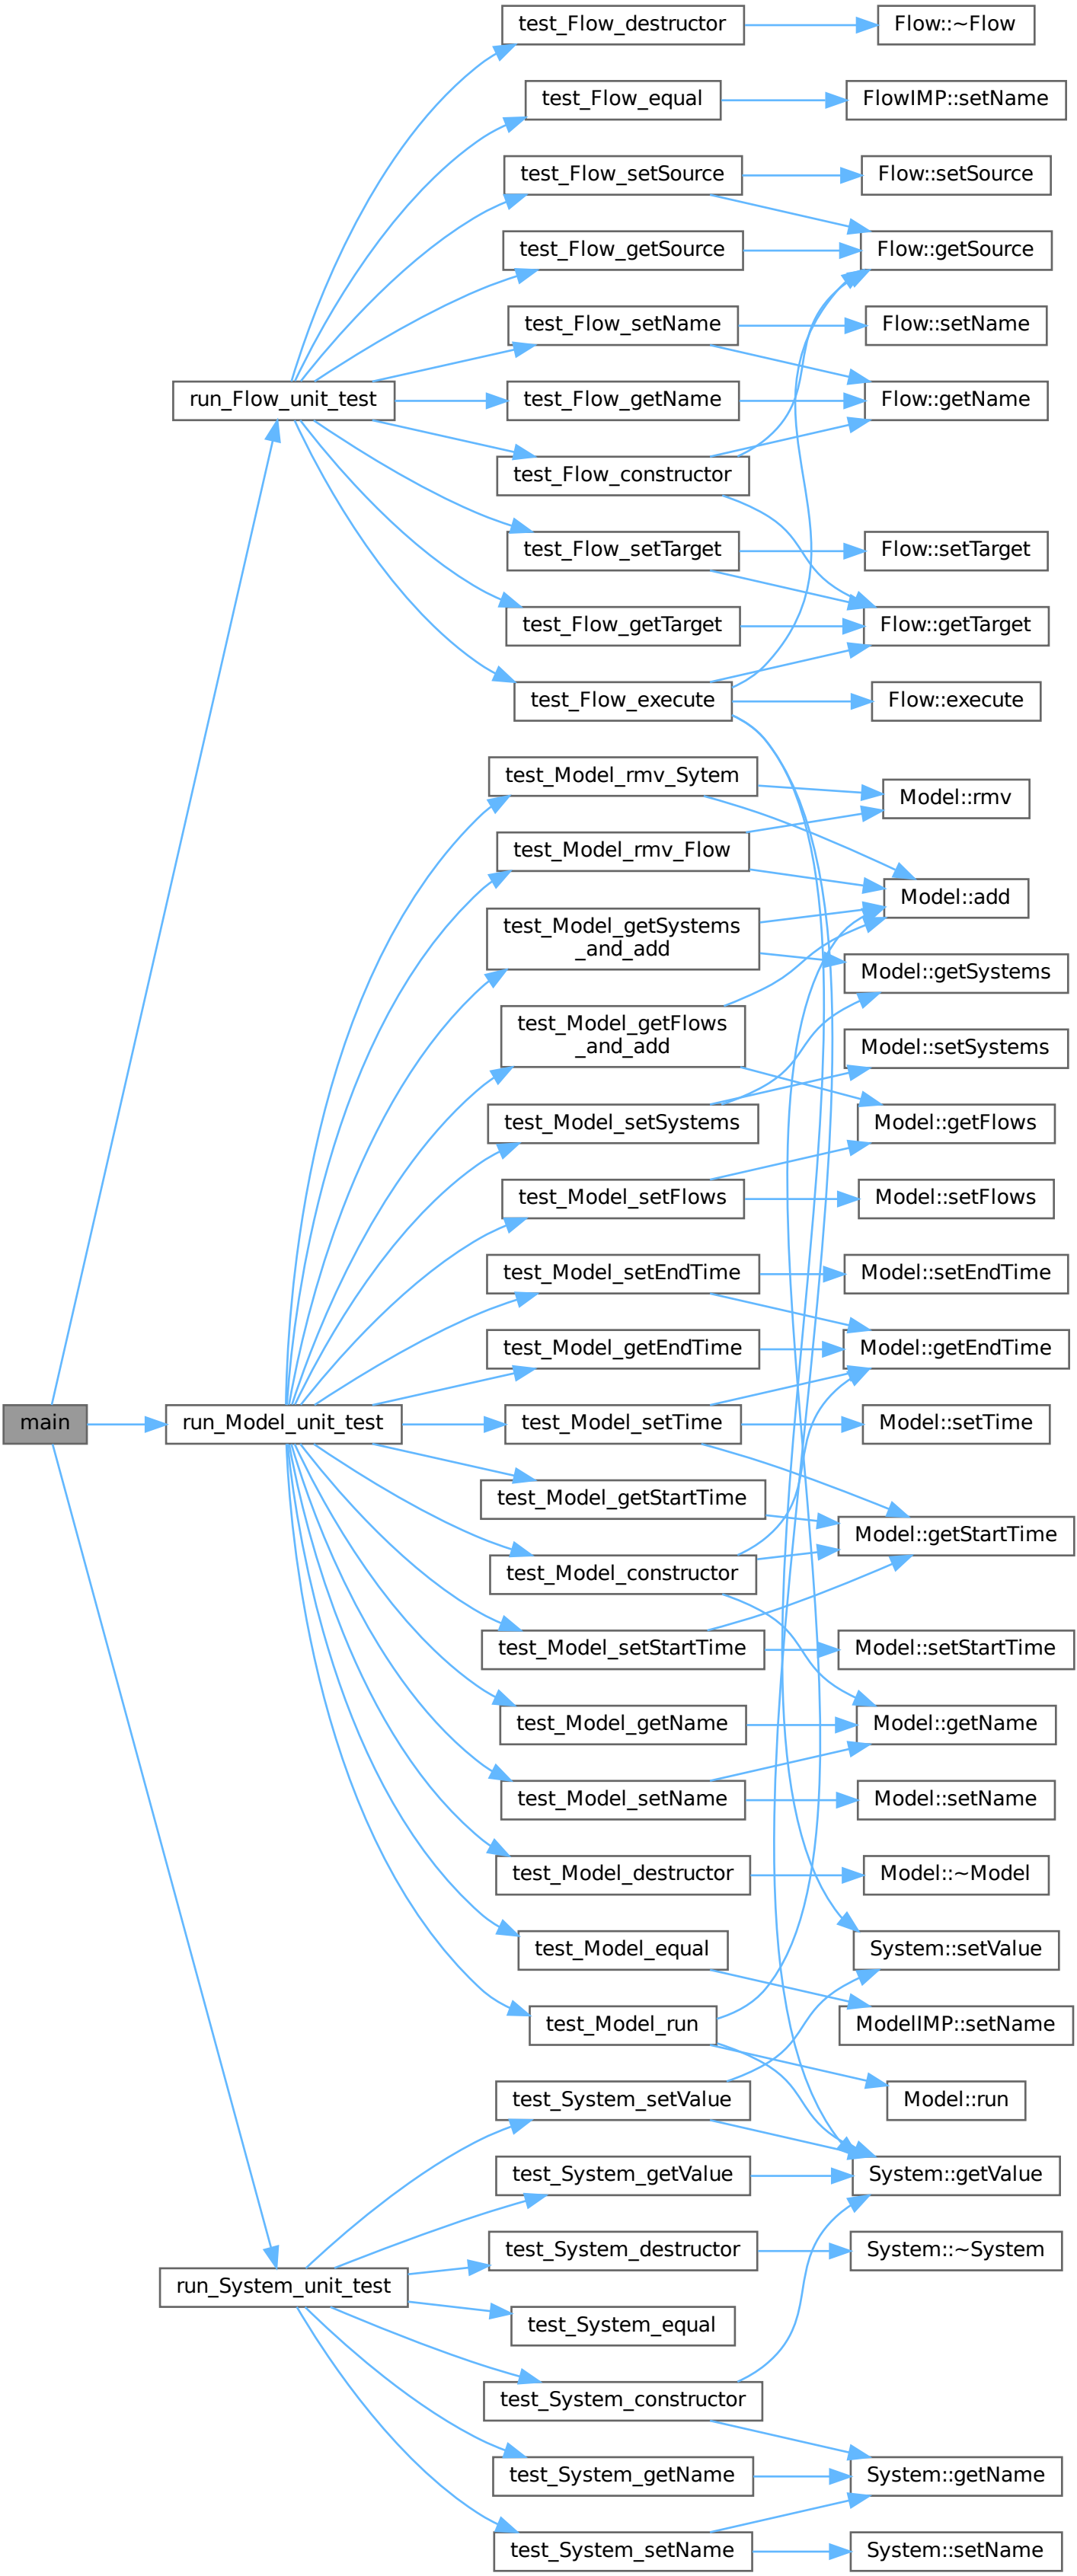 main
run_Flow_unit_test
run_Model_unit_test
run_System_unit_test
test_Flow_destructor
test_Flow_equal
test_Flow_setSource
test_Flow_getSource
test_Flow_setName
test_Flow_getName
test_Flow_constructor
test_Flow_setTarget
test_Flow_getTarget
test_Flow_execute
test_Model_rmv_Sytem
test_Model_rmv_Flow
test_Model_getSystems
_and_add
test_Model_getFlows
_and_add
test_Model_setSystems
test_Model_setFlows
test_Model_setEndTime
test_Model_getEndTime
test_Model_setTime
test_Model_getStartTime
test_Model_constructor
test_Model_setStartTime
test_Model_getName
test_Model_setName
test_Model_destructor
test_Model_equal
test_Model_run
test_System_setValue
test_System_getValue
test_System_destructor
test_System_equal
test_System_constructor
test_System_getName
test_System_setName
Flow::~Flow
FlowIMP::setName
Flow::setSource
Flow::getSource
Flow::setName
Flow::getName
Flow::setTarget
Flow::getTarget
Flow::execute
Model::rmv
Model::add
Model::getSystems
Model::setSystems
Model::getFlows
Model::setFlows
Model::setEndTime
Model::getEndTime
Model::setTime
Model::getStartTime
Model::setStartTime
Model::getName
Model::setName
Model::~Model
System::setValue
ModelIMP::setName
Model::run
System::getValue
System::~System
System::getName
System::setName